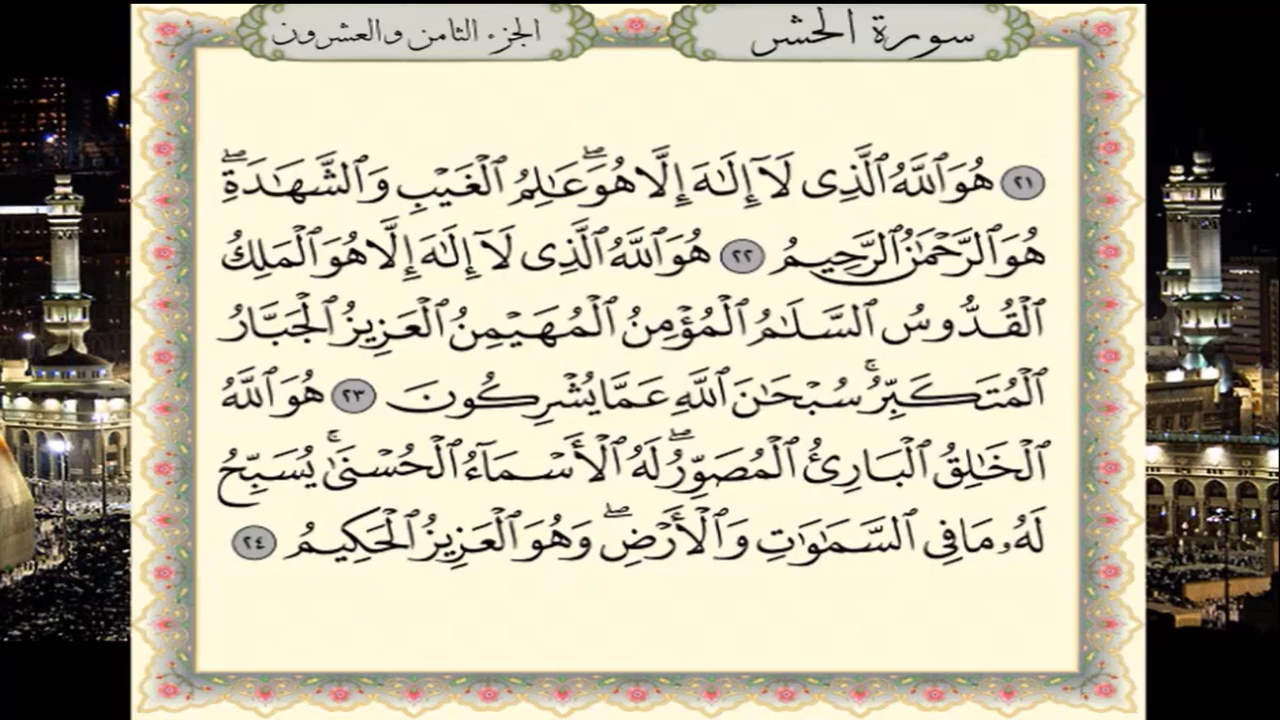 سورة الحشر
الجزء الثامن والعشرون
٢١ هُوَ ٱللَّهُ ٱلَّذِى لَآ إِلَٰهَ إِلَّا هُوَ ۖ عَٰلِمُ ٱلْغَيْبِ وَٱلشَّهَٰدَةِ ۖ
هُوَ ٱلرَّحْمَٰنُ ٱلرَّحِيمُ ٢٢ هُوَ ٱللَّهُ ٱلَّذِى لَآ إِلَٰهَ إِلَّا هُوَ ٱلْمَلِكُ
ٱلْقُدُّوسُ ٱلسَّلَٰمُ ٱلْمُؤْمِنُ ٱلْمُهَيْمِنُ ٱلْعَزِيزُ ٱلْجَبَّارُ
ٱلْمُتَكَبِّرُ ۚ سُبْحَٰنَ ٱللَّهِ عَمَّا يُشْرِكُونَ ٢٣ هُوَ ٱللَّهُ
ٱلْخَٰلِقُ ٱلْبَارِئُ ٱلْمُصَوِّرُ ۖ لَهُ ٱلْأَسْمَآءُ ٱلْحُسْنَىٰ ۚ يُسَبِّحُ
لَهُۥ مَا فِى ٱلسَّمَٰوَٰتِ وَٱلْأَرْضِ ۖ وَهُوَ ٱلْعَزِيزُ ٱلْحَكِيمُ ٢٤